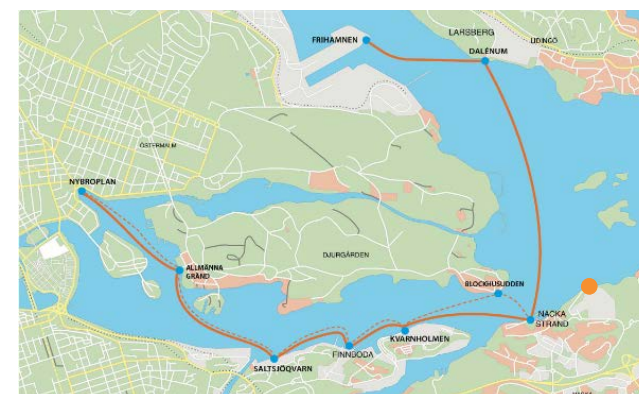 LARSBERG
FRIHAMNEN
LIDINGÖ
DALÉNUM
ÖSTERMALM
NYBROPLAN
DJURGÅRDEN
ALLMÄNNA
GRÄND
BLOCKHUSUDDEN
NACKA
STRAND
KVARNHOLMEN
FINNBODA
SALTSJÖQVARN